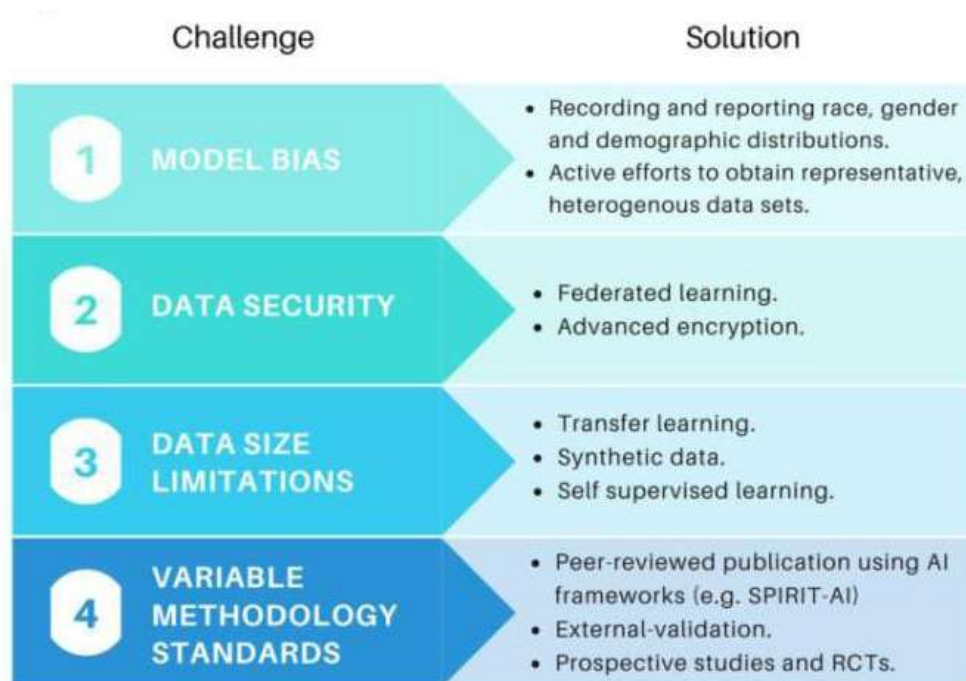 Challenge
Solution
1
MODEL BIAS
• Recording and reporting race, gender
and demographic distributions.
• Active efforts to obtain representative,
heterogenous data sets.
2
DATA SECURITY
• Federated learning.
• Advanced encryption.
3
DATA SIZE
LIMITATIONS
• Transfer learning.
• Synthetic data.
• Self supervised learning.
4
VARIABLE
METHODOLOGY
STANDARDS
• Peer-reviewed publication using AI
frameworks (e.g. SPIRIT-AI)
• External-validation.
• Prospective studies and RCTs.